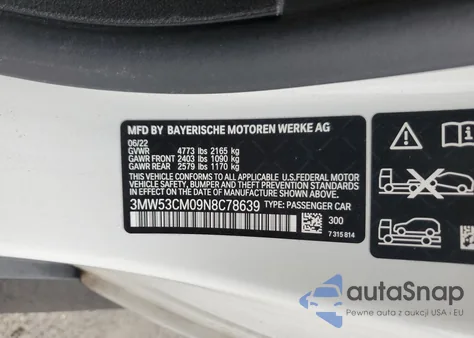 MFD BY BAYERISCHE MOTOREN WERKE AG
06/22
GVWR 4773 lbs 2165 kg
GAWR FRONT 2403 lbs 1090 kg
GAWR REAR 2579 lbs 1170 kg
THIS VEHICLE CONFORMS TO ALL APPLICABLE
U.S. FEDERAL MOTOR VEHICLE SAFETY, BUMPER,
AND THEFT PREVENTION STANDARDS IN EFFECT
ON THE DATE OF MANUFACTURE SHOWN ABOVE.
3MW53CM09N8C78639 TYPE: PASSENGER CAR
300
7 315 814
autoSnap
Pewne auta z aukcji USA i EU